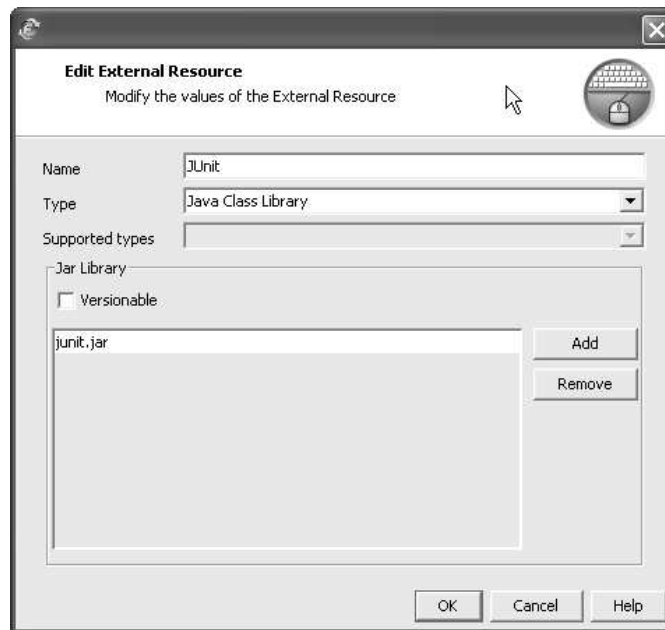 Edit External Resource
Modify the values of the External Resource
Name
JUnit
Type
Java Class Library
Supported types
Jar Library
Versionable
junit.jar
Add
Remove
OK
Cancel
Help